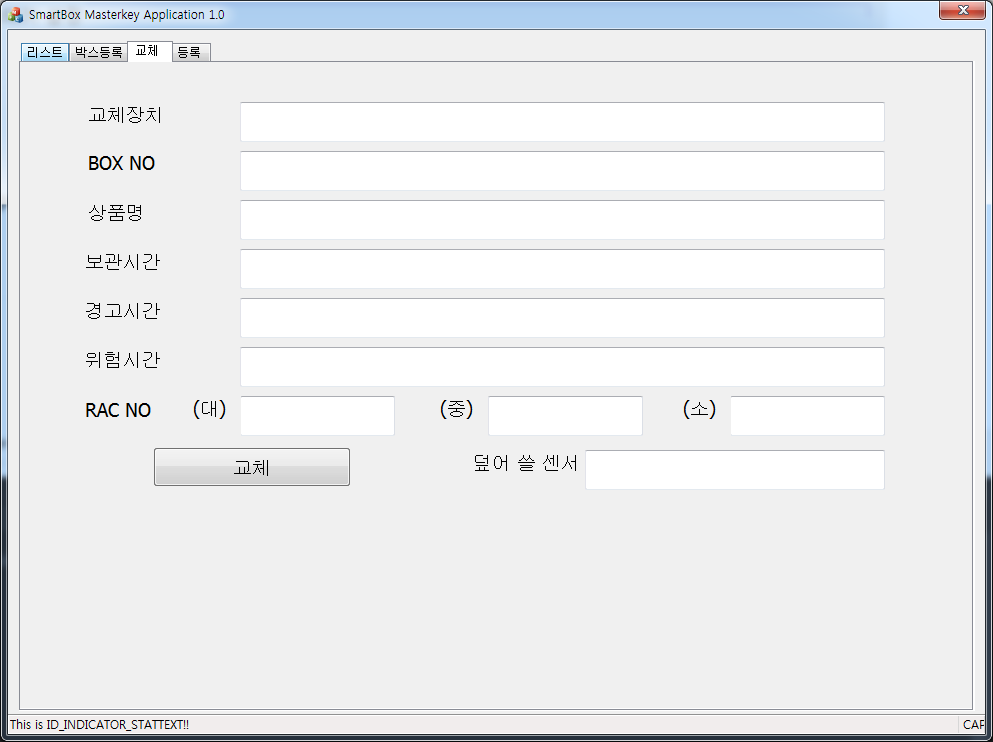 SmartBox Masterkey Application 1.0
리스트 박스등록 교체 등록
교체장치
BOX NO
상품명
보관시간
경고시간
위험시간
RAC NO (대) (중) (소)
교체 덮어 쓸 센서
This is ID_INDICATOR_STATTEXT!! CAP